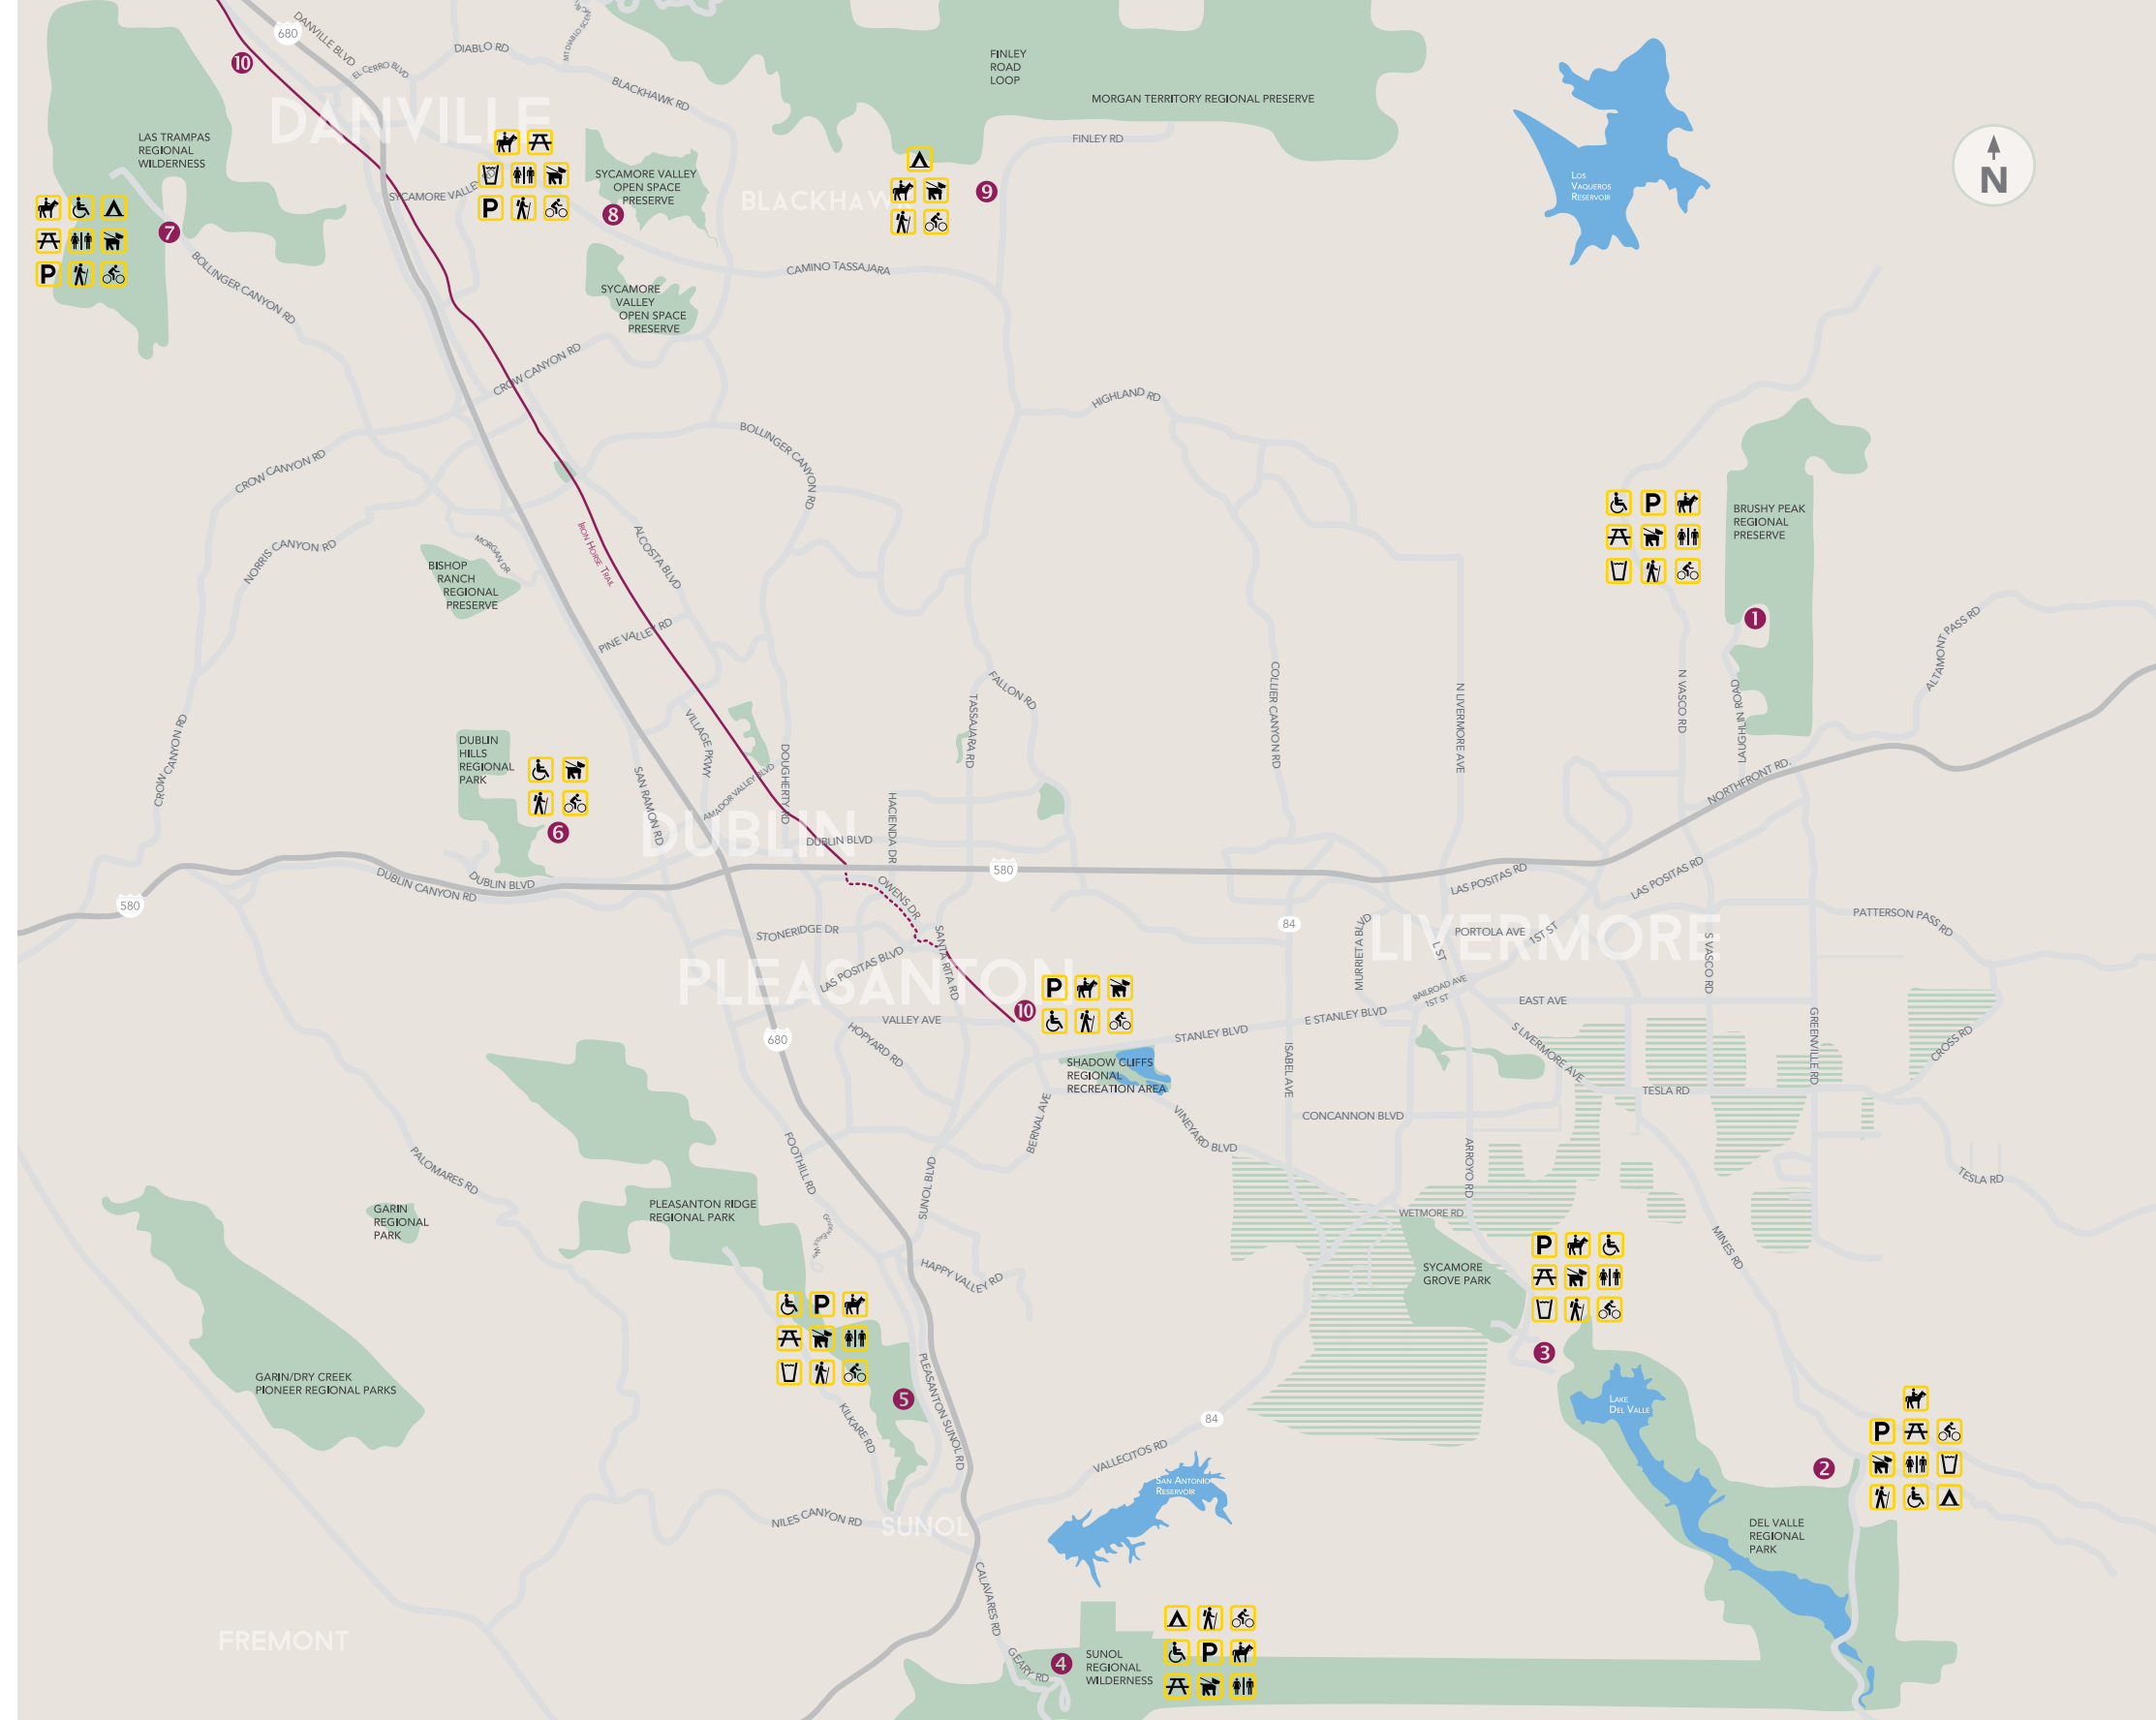 680
DANVILLE BLVD
10
EL CERRO BLVD
DIABLO RD
MT DIABLO SCENIC
BLACKHAWK RD
DANVILLE
FINLEY
ROAD
LOOP
MORGAN TERRITORY REGIONAL PRESERVE
FINLEY RD
LAS TRAMPAS
REGIONAL
WILDERNESS
SYCAMORE VALLEY
P
SYCAMORE VALLEY
OPEN SPACE
PRESERVE
8
BLACKHAWK
9
LOS
VAQUEROS
RESERVOIR
N
7
P
BOLLINGER CANYON RD
CAMINO TASSAJARA
SYCAMORE
VALLEY
OPEN SPACE
PRESERVE
CROW CANYON RD
HIGHLAND RD
BOLLINGER CANYON RD
CROW CANYON RD
NORRIS CANYON RD
MORGAN DR
IRON HORSE TRAIL
ALCOSTA BLVD
BISHOP
RANCH
REGIONAL
PRESERVE
PINE VALLEY RD
P
BRUSHY PEAK
REGIONAL
PRESERVE
1
ALTAMONT PASS RD
FALLON RD
COLLIER CANYON RD
N LIVERMORE AVE
N VASCO RD
LAUGHLIN ROAD
TASSAJARA RD
CROW CANYON RD
DUBLIN
HILLS
REGIONAL
PARK
6
VILLAGE PKWY
SAN RAMON RD
AMADOR VALLEY BLVD
DOUGHERTY RD
HACIENDA DR
NORTHFRONT RD.
DUBLIN
DUBLIN BLVD
580
DUBLIN BLVD
DUBLIN CANYON RD
580
OWENS DR
LAS POSITAS RD
LAS POSITAS RD
84
STONERIDGE DR
LAS POSITAS BLVD
SANTA RITA RD
PLEASANTON
MURRIETA BLVD
LIVERMORE
L ST
PORTOLA AVE
1ST ST
S VASCO RD
PATTERSON PASS RD
RAILROAD AVE
1ST ST
EAST AVE
10
P
VALLEY AVE
HOPYARD RD
680
STANLEY BLVD
E STANLEY BLVD
SHADOW CLIFFS
REGIONAL
RECREATION AREA
ISABEL AVE
S LIVERMORE AVE
GREENVILLE RD
CROSS RD
TESLA RD
CONCANNON BLVD
BERNAL AVE
VINEYARD BLVD
FOOTHILL RD
ARROYO RD
TESLA RD
PALOMARES RD
SUNOL BLVD
GARIN
REGIONAL
PARK
PLEASANTON RIDGE
REGIONAL PARK
WETMORE RD
MINES RD
HAPPY VALLEY RD
SYCAMORE
GROVE PARK
P
3
P
GARIN/DRY CREEK
PIONEER REGIONAL PARKS
5
PLEASANTON SUNOL RD
KILKARE RD
LAKE
DEL VALLE
84
VALLECITOS RD
SAN ANTONIO
RESERVOIR
P
2
NILES CANYON RD
SUNOL
DEL VALLE
REGIONAL
PARK
CALAVARES RD
FREMONT
GEARY RD
4
SUNOL
REGIONAL
WILDERNESS
P